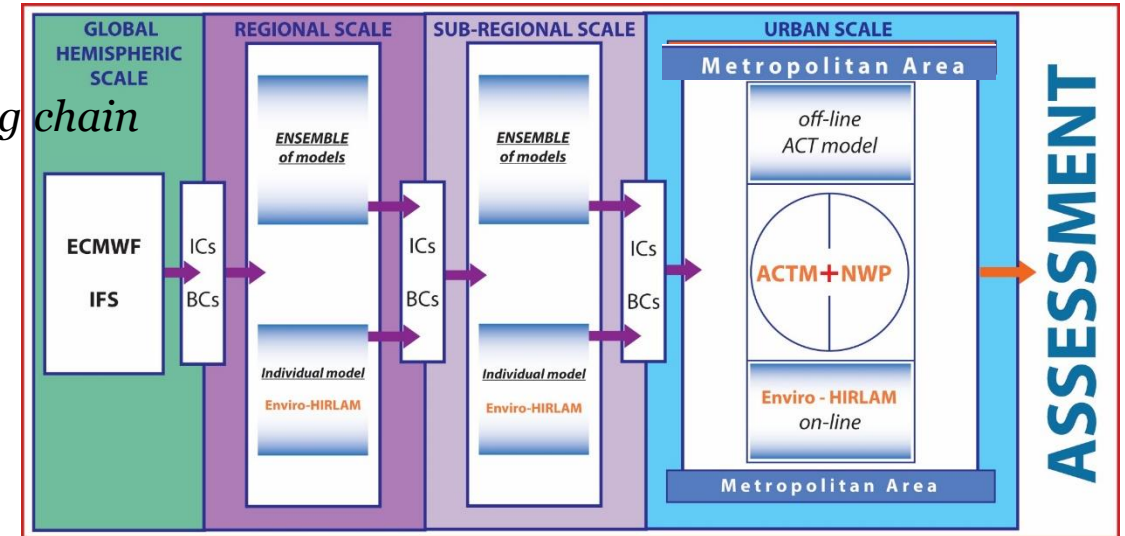 g chain
GLOBAL
HEMISPHERIC
SCALE
ECMWF
IFS
ICs
BCs
REGIONAL SCALE
ENSEMBLE
of models
Individual model
Enviro-HIRLAM
ICs
BCs
SUB-REGIONAL SCALE
ENSEMBLE
of models
Individual model
Enviro-HIRLAM
ICs
BCs
URBAN SCALE
Metropolitan Area
off-line
ACT model
ACTM+NWP
Enviro - HIRLAM
on-line
Metropolitan Area
ASSESSMENT